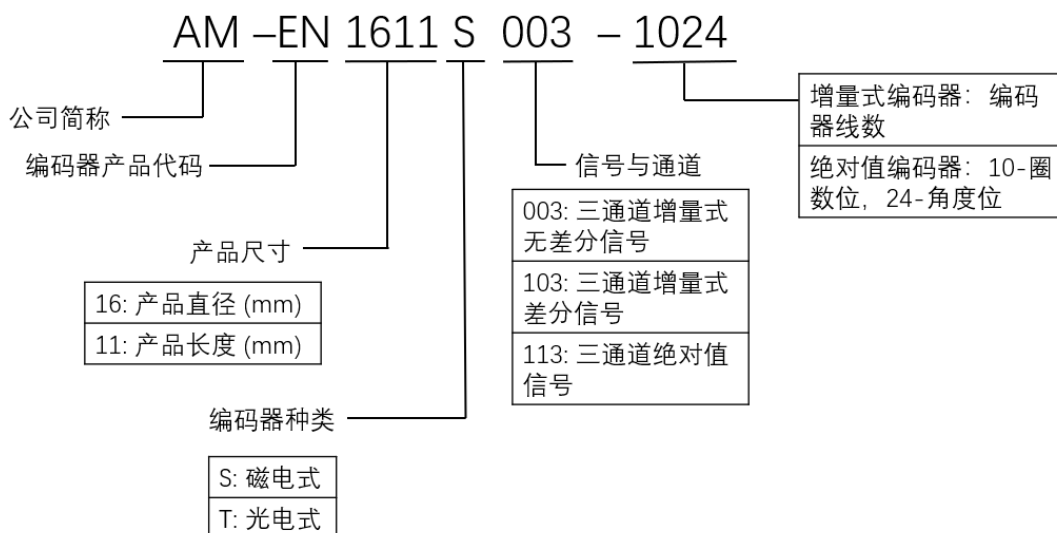 AM –EN 1611 S 003 – 1024
公司简称
编码器产品代码
产品尺寸
16: 产品直径 (mm)
11: 产品长度 (mm)
编码器种类
S: 磁电式
T: 光电式
信号与通道
003: 三通道增量式
无差分信号
103: 三通道增量式
差分信号
113: 三通道绝对值
信号
增量式编码器：编码
器线数
绝对值编码器：10-圈
数位，24-角度位